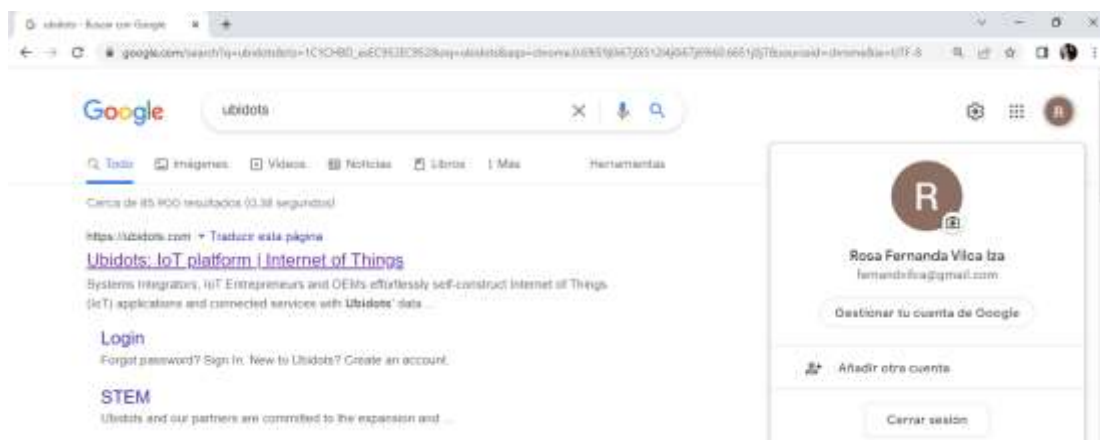 ubidots - Buscar con Google
Google
ubidots
Todo Imágenes Vídeos Noticias Libros Más Herramientas
Cerca de 85.900 resultados (0.38 segundos)
https://ubidots.com Traducir esta página
Ubidots: IoT platform | Internet of Things
Systems Integrators, IoT Entrepreneurs and OEMs effortlessly self-construct Internet of Things
(IoT) applications and connected services with Ubidots' data ...
Login
Forgot password? Sign In. New to Ubidots? Create an account.
STEM
Ubidots and our partners are committed to the expansion and ...
R
R
Rosa Fernanda Vilca Iza
Gestionar tu cuenta de Google
Añadir otra cuenta
Cerrar sesión